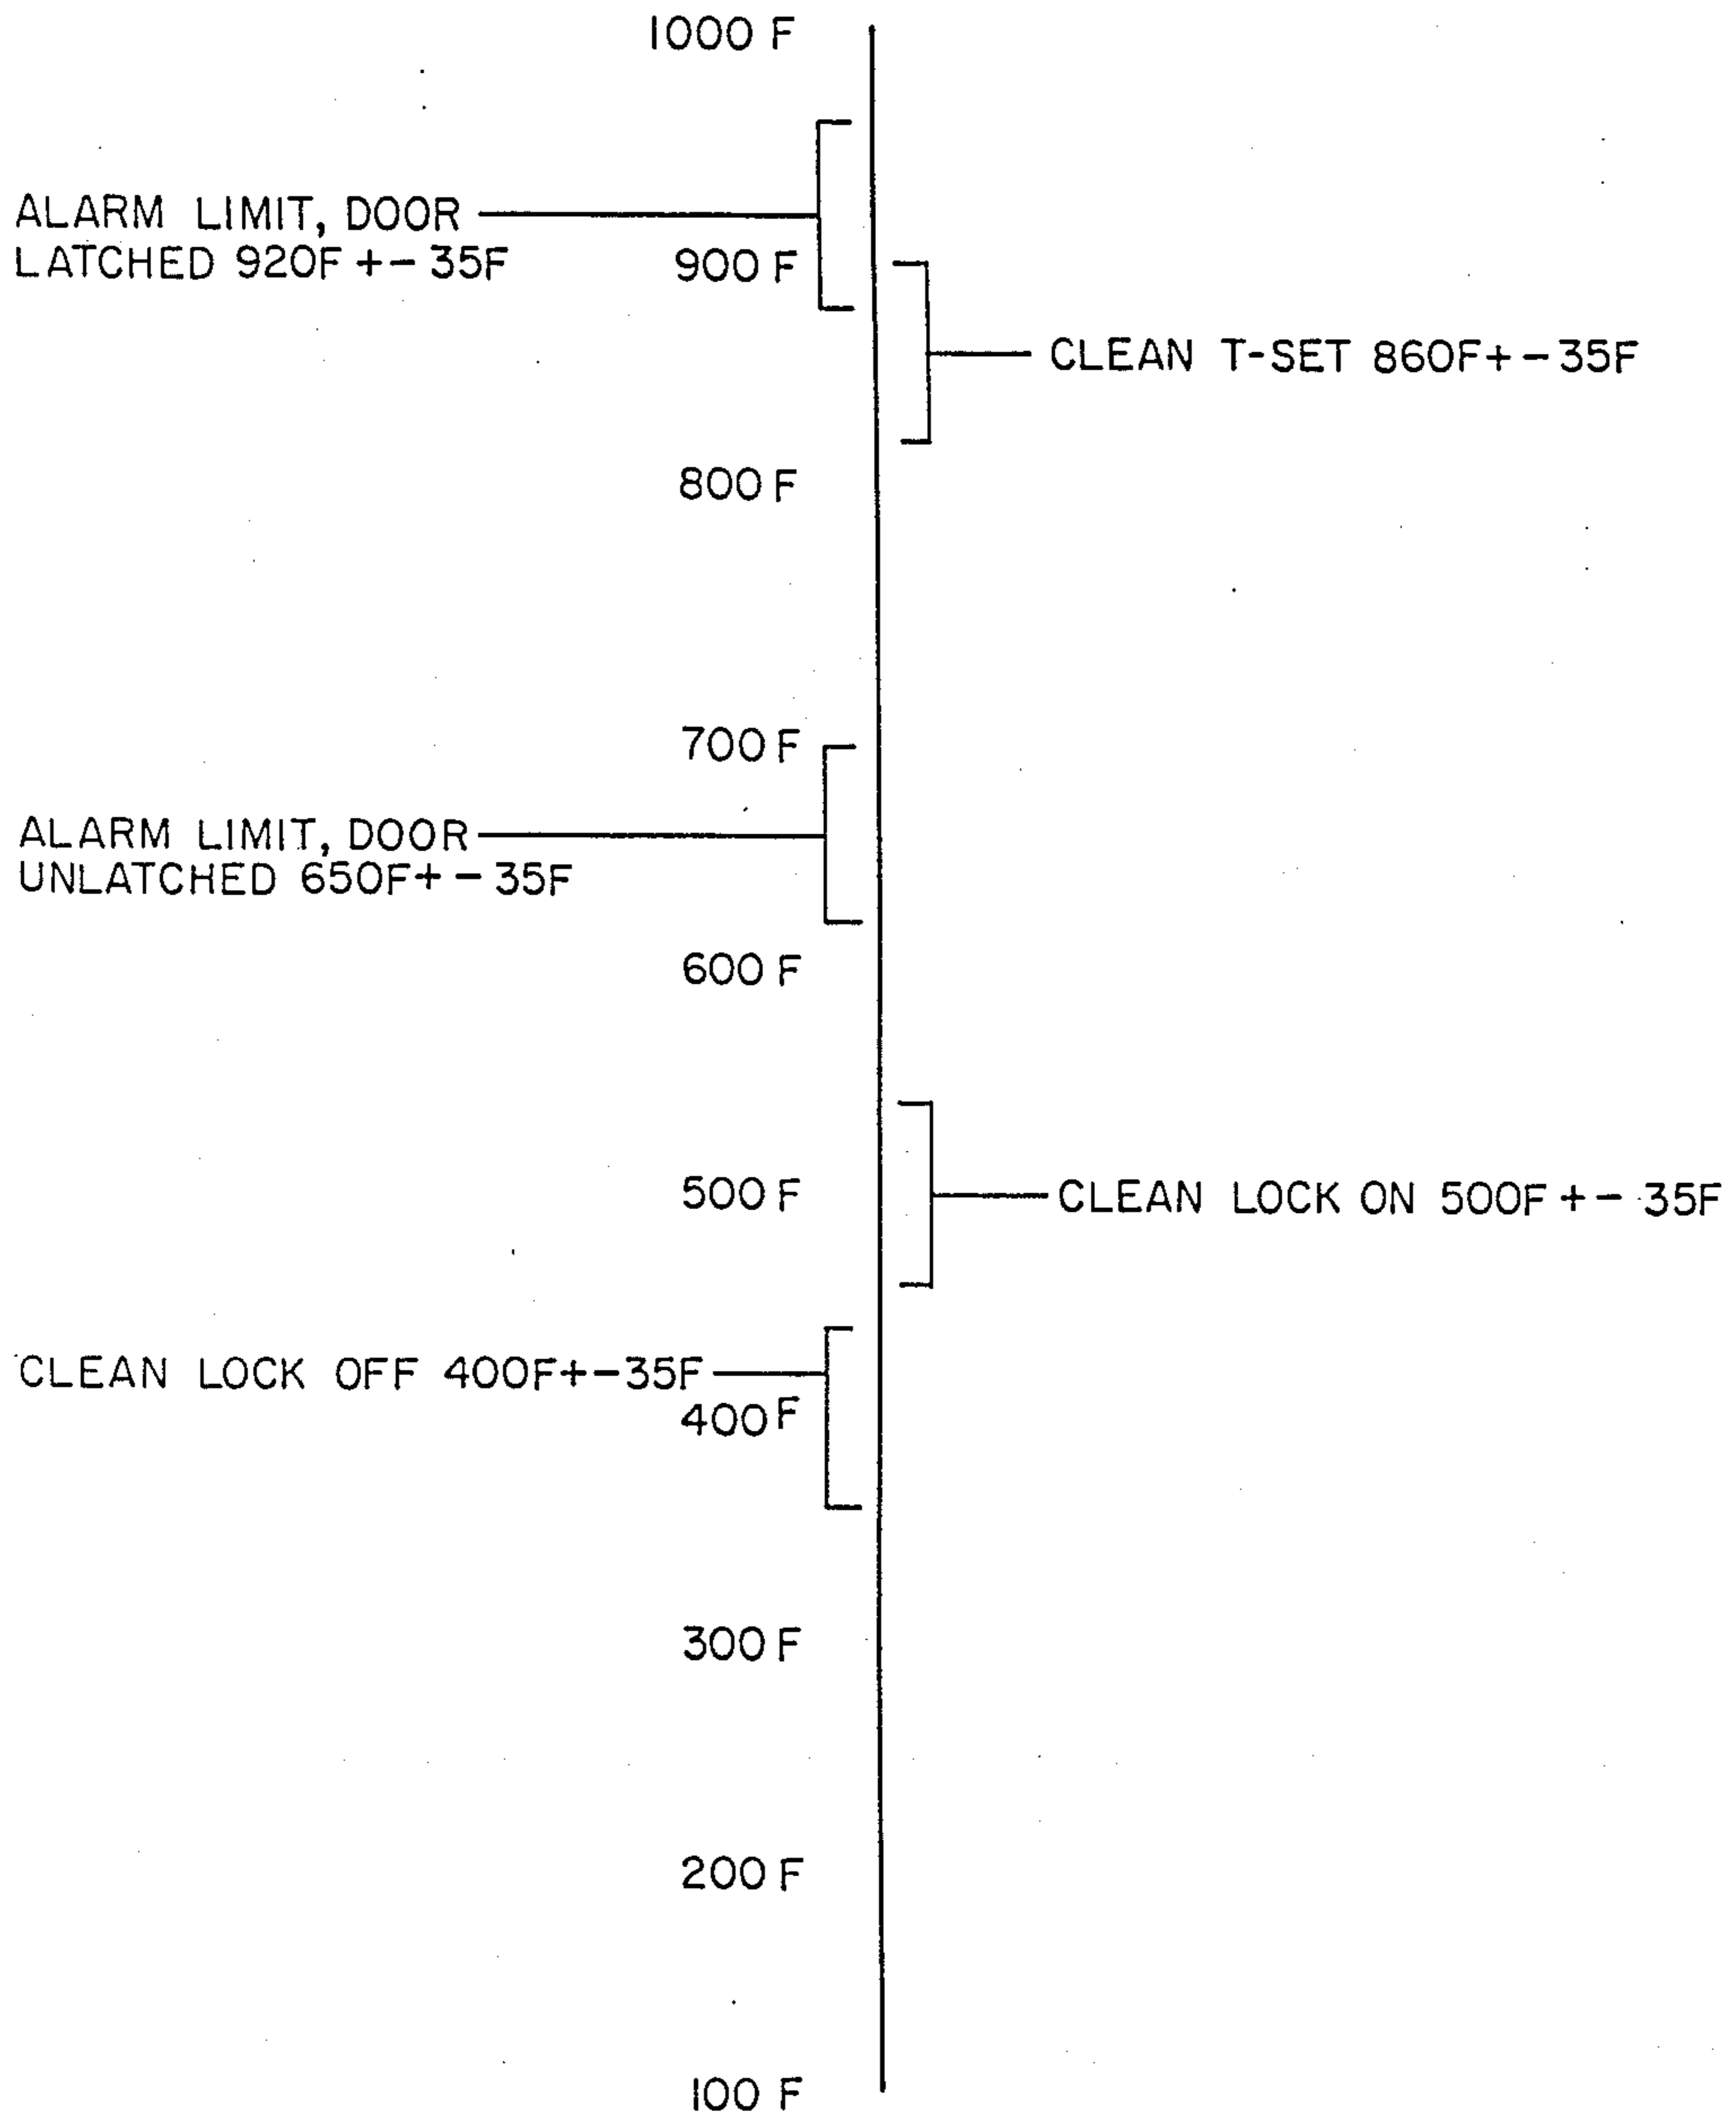 1000 F
ALARM LIMIT, DOOR
LATCHED 920F +- 35F
900 F
CLEAN T-SET 860F+-35F
800 F
700 F
ALARM LIMIT, DOOR
UNLATCHED 650F+-35F
600 F
500 F
CLEAN LOCK ON 500F +- 35F
CLEAN LOCK OFF 400F+-35F
400 F
300 F
200 F
100 F